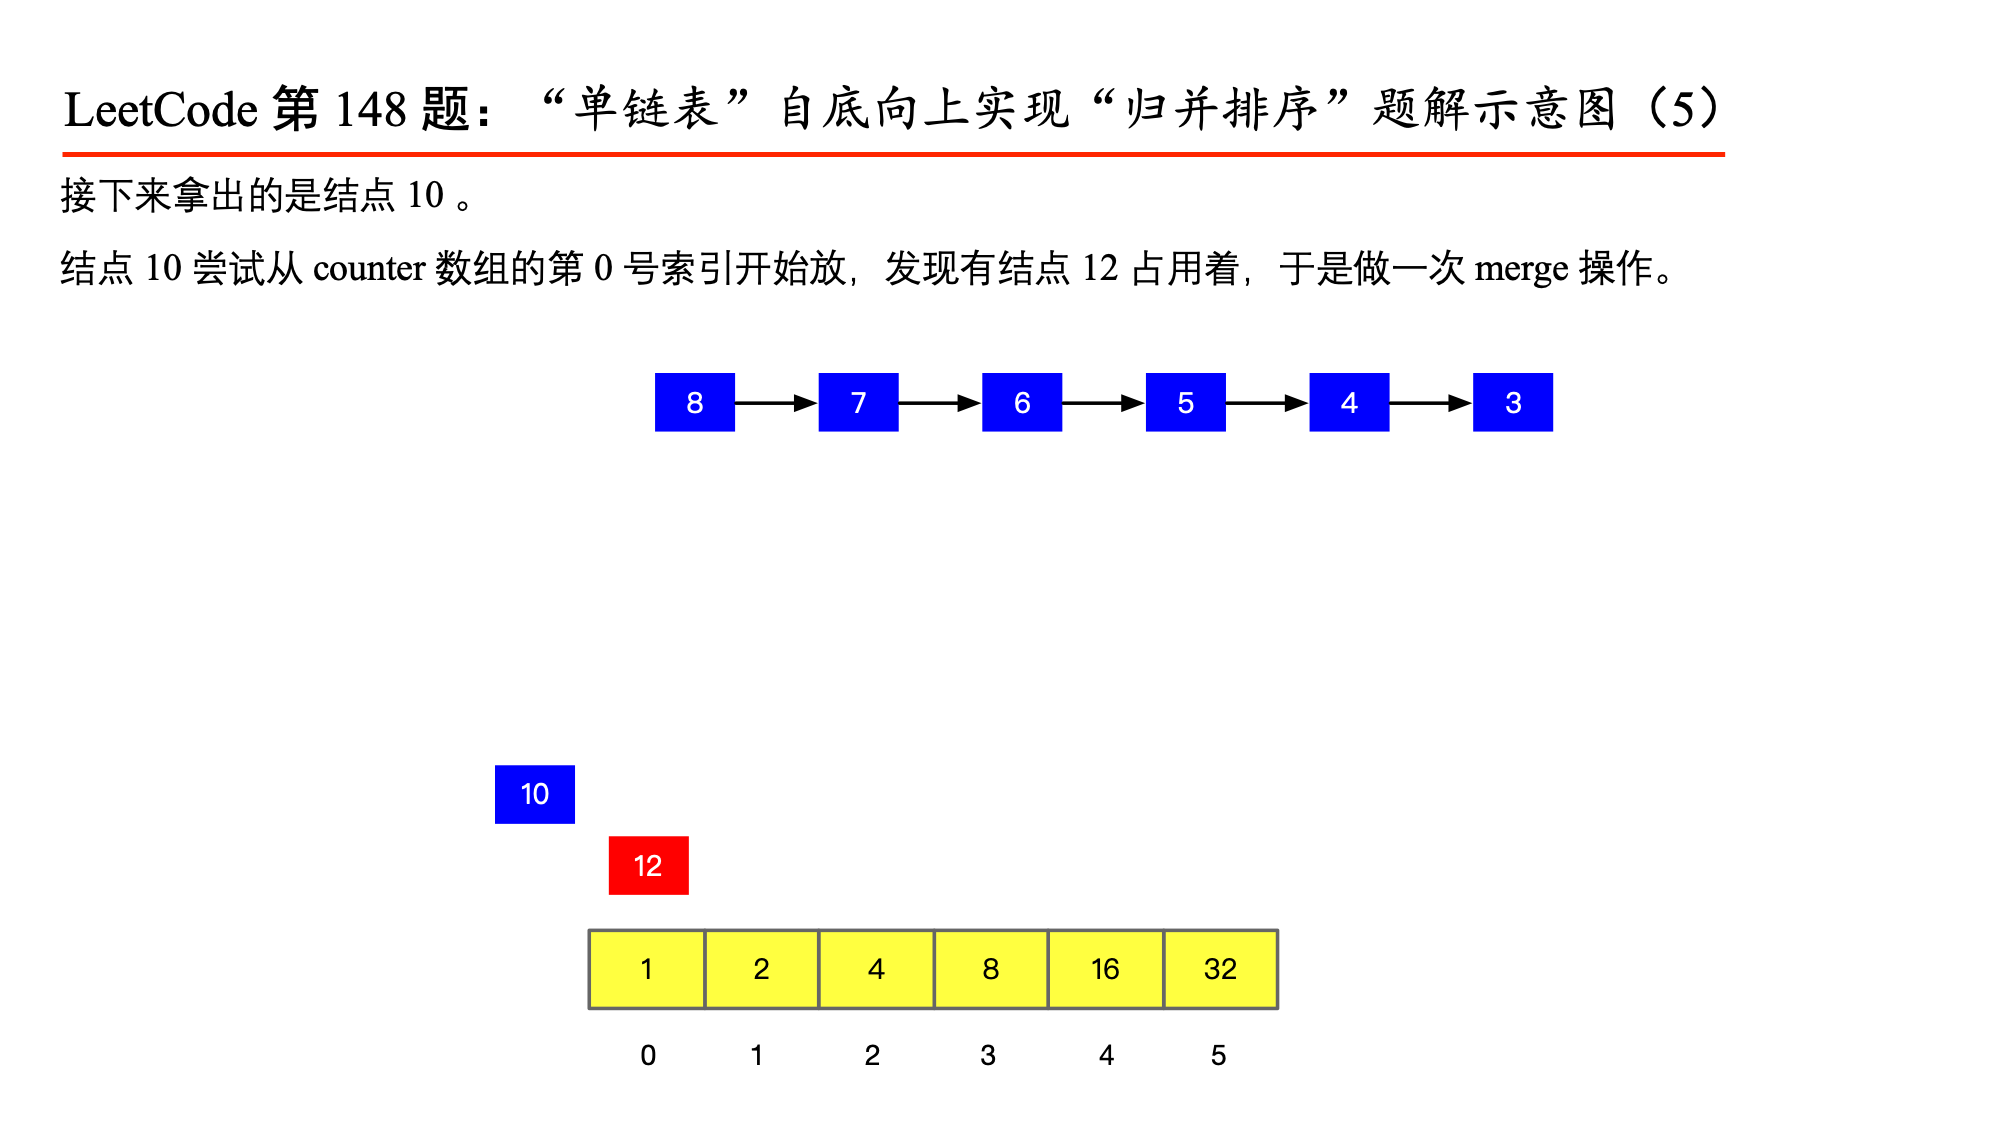 LeetCode 第 148 题：“单链表”自底向上实现“归并排序”题解示意图（5）
接下来拿出的是结点 10 。
结点 10 尝试从 counter 数组的第 0 号索引开始放，发现有结点 12 占用着，于是做一次 merge 操作。
8 7 6 5 4 3
10
12
1 2 4 8 16 32
0 1 2 3 4 5